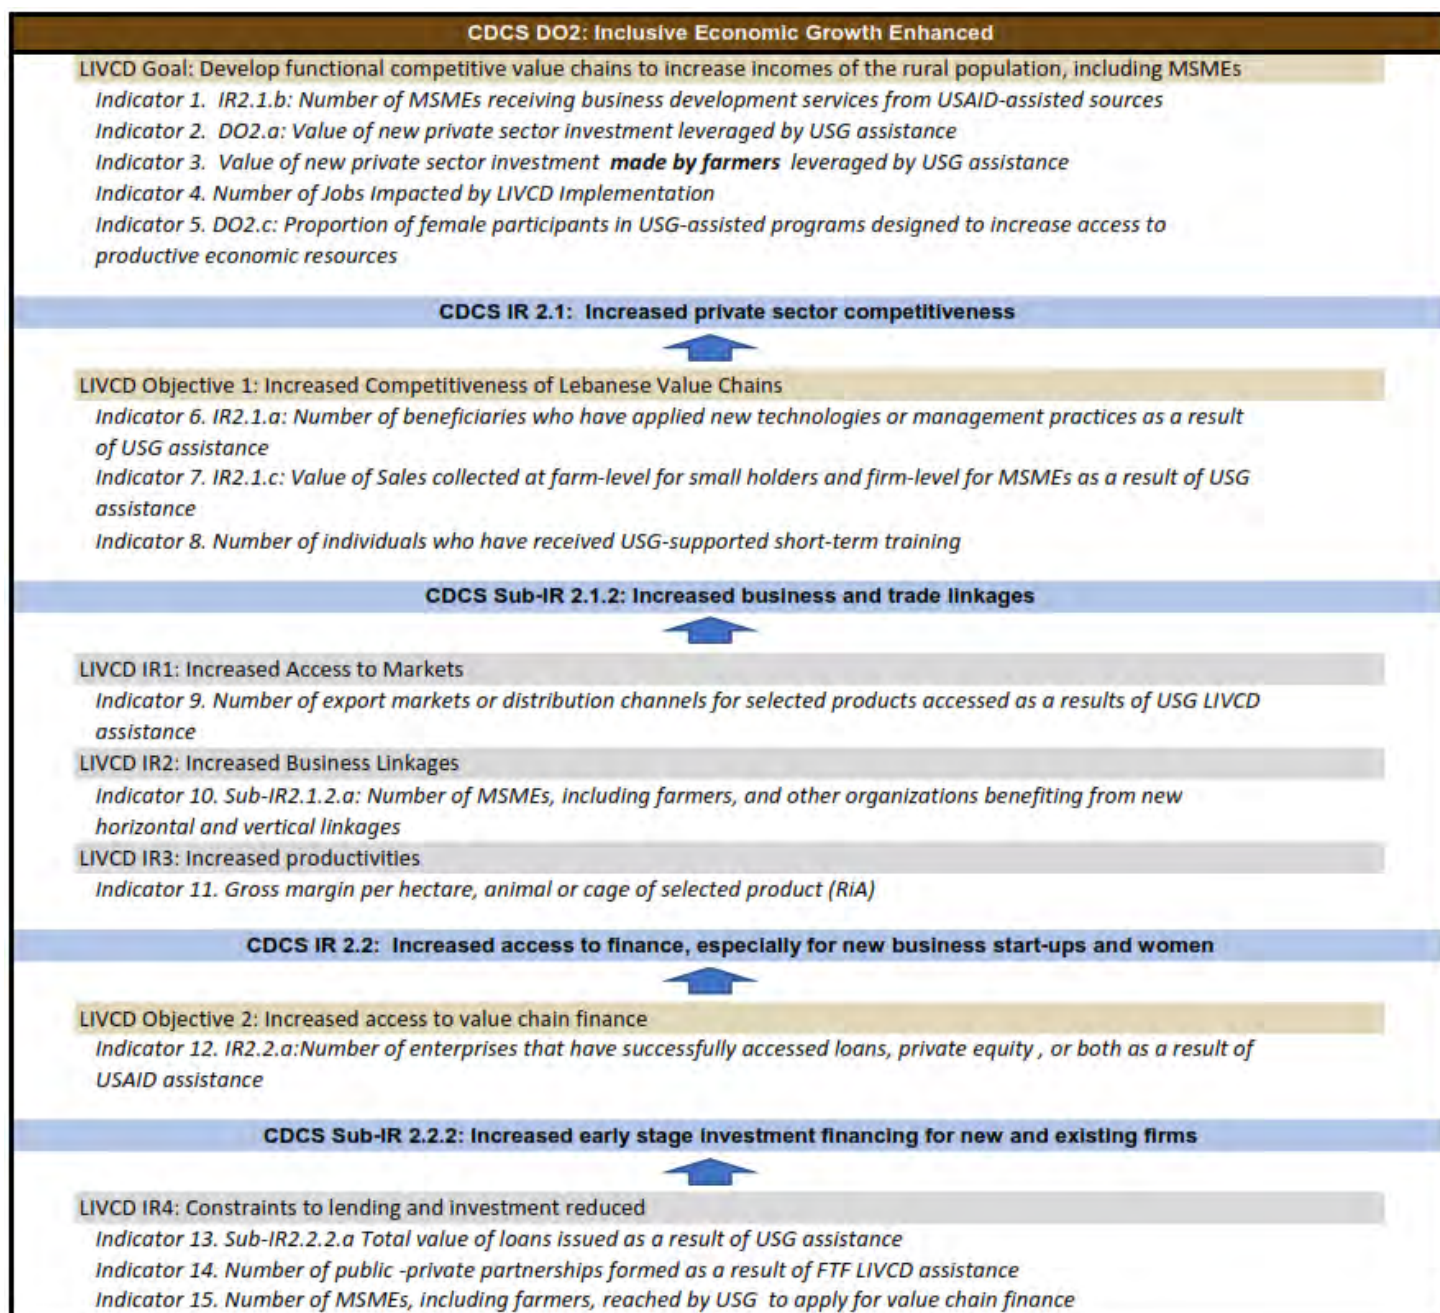 CDCS DO2: Inclusive Economic Growth Enhanced
LIVCD Goal: Develop functional competitive value chains to increase incomes of the rural population, including MSMEs
Indicator 1.  IR2.1.b: Number of MSMEs receiving business development services from USAID-assisted sources
Indicator 2.  DO2.a: Value of new private sector investment leveraged by USG assistance
Indicator 3.  Value of new private sector investment  made by farmers  leveraged by USG assistance
Indicator 4. Number of Jobs Impacted by LIVCD Implementation
Indicator 5. DO2.c: Proportion of female participants in USG-assisted programs designed to increase access to
productive economic resources
CDCS IR 2.1:  Increased private sector competitiveness
LIVCD Objective 1: Increased Competitiveness of Lebanese Value Chains
Indicator 6. IR2.1.a: Number of beneficiaries who have applied new technologies or management practices as a result
of USG assistance
Indicator 7. IR2.1.c: Value of Sales collected at farm-level for small holders and firm-level for MSMEs as a result of USG
assistance
Indicator 8. Number of individuals who have received USG-supported short-term training
CDCS Sub-IR 2.1.2: Increased business and trade linkages
LIVCD IR1: Increased Access to Markets
Indicator 9. Number of export markets or distribution channels for selected products accessed as a results of USG LIVCD
assistance
LIVCD IR2: Increased Business Linkages
Indicator 10. Sub-IR2.1.2.a: Number of MSMEs, including farmers, and other organizations benefiting from new
horizontal and vertical linkages
LIVCD IR3: Increased productivities
Indicator 11. Gross margin per hectare, animal or cage of selected product (RiA)
CDCS IR 2.2:  Increased access to finance, especially for new business start-ups and women
LIVCD Objective 2: Increased access to value chain finance
Indicator 12. IR2.2.a:Number of enterprises that have successfully accessed loans, private equity , or both as a result of
USAID assistance
CDCS Sub-IR 2.2.2: Increased early stage investment financing for new and existing firms
LIVCD IR4: Constraints to lending and investment reduced
Indicator 13. Sub-IR2.2.2.a Total value of loans issued as a result of USG assistance
Indicator 14. Number of public -private partnerships formed as a result of FTF LIVCD assistance
Indicator 15. Number of MSMEs, including farmers, reached by USG  to apply for value chain finance